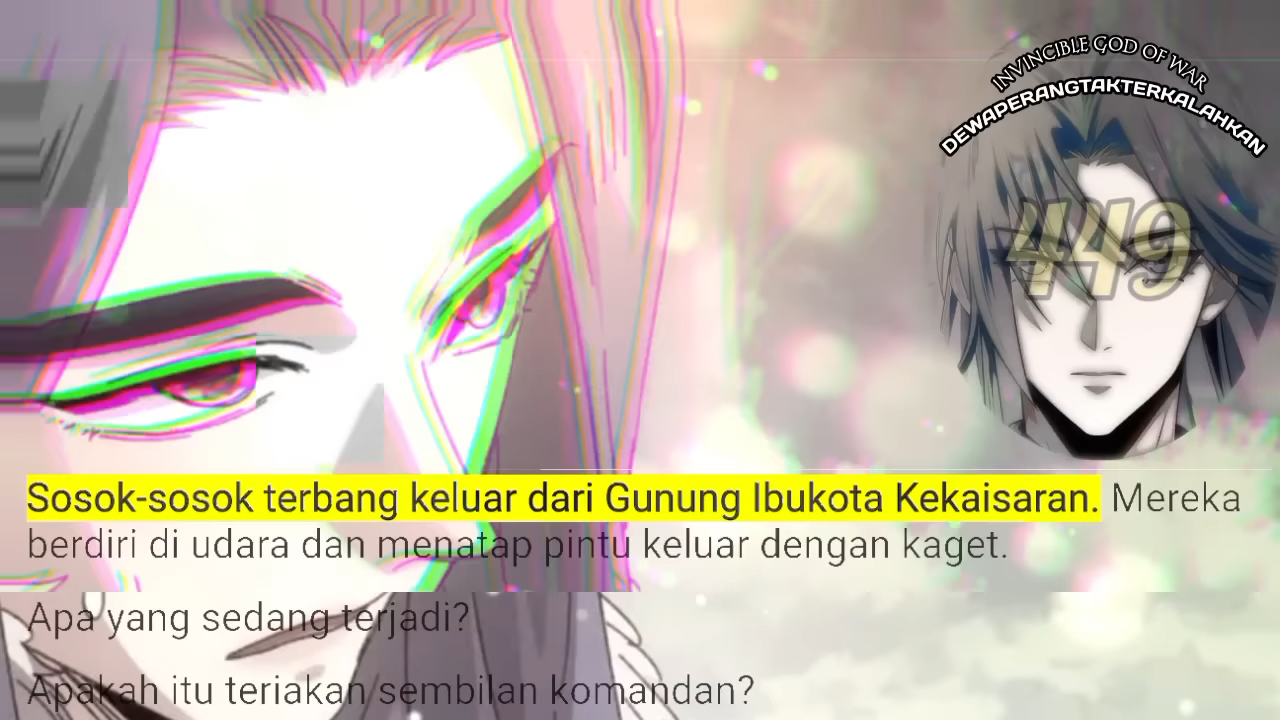 INVINCIBLE GOD OF WAR
DEWAPERANGTAKTERKALAHKAN
449
Sosok-sosok terbang keluar dari Gunung Ibukota Kekaisaran. Mereka
berdiri di udara dan menatap pintu keluar dengan kaget.
Apa yang sedang terjadi?
Apakah itu teriakan sembilan komandan?